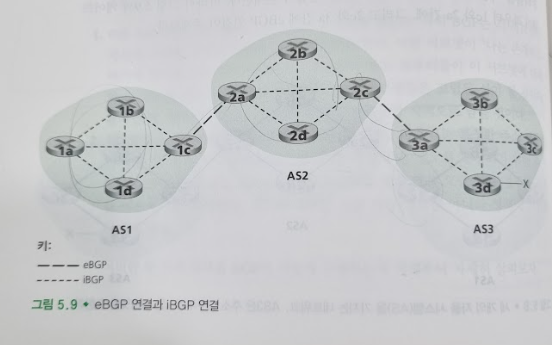 2b
2a
2c
2d
AS2
1b
1a
1c
1d
AS1
3b
3a
3c
3d
X
AS3
키:
eBGP
iBGP
그림 5.9 • eBGP 연결과 iBGP 연결